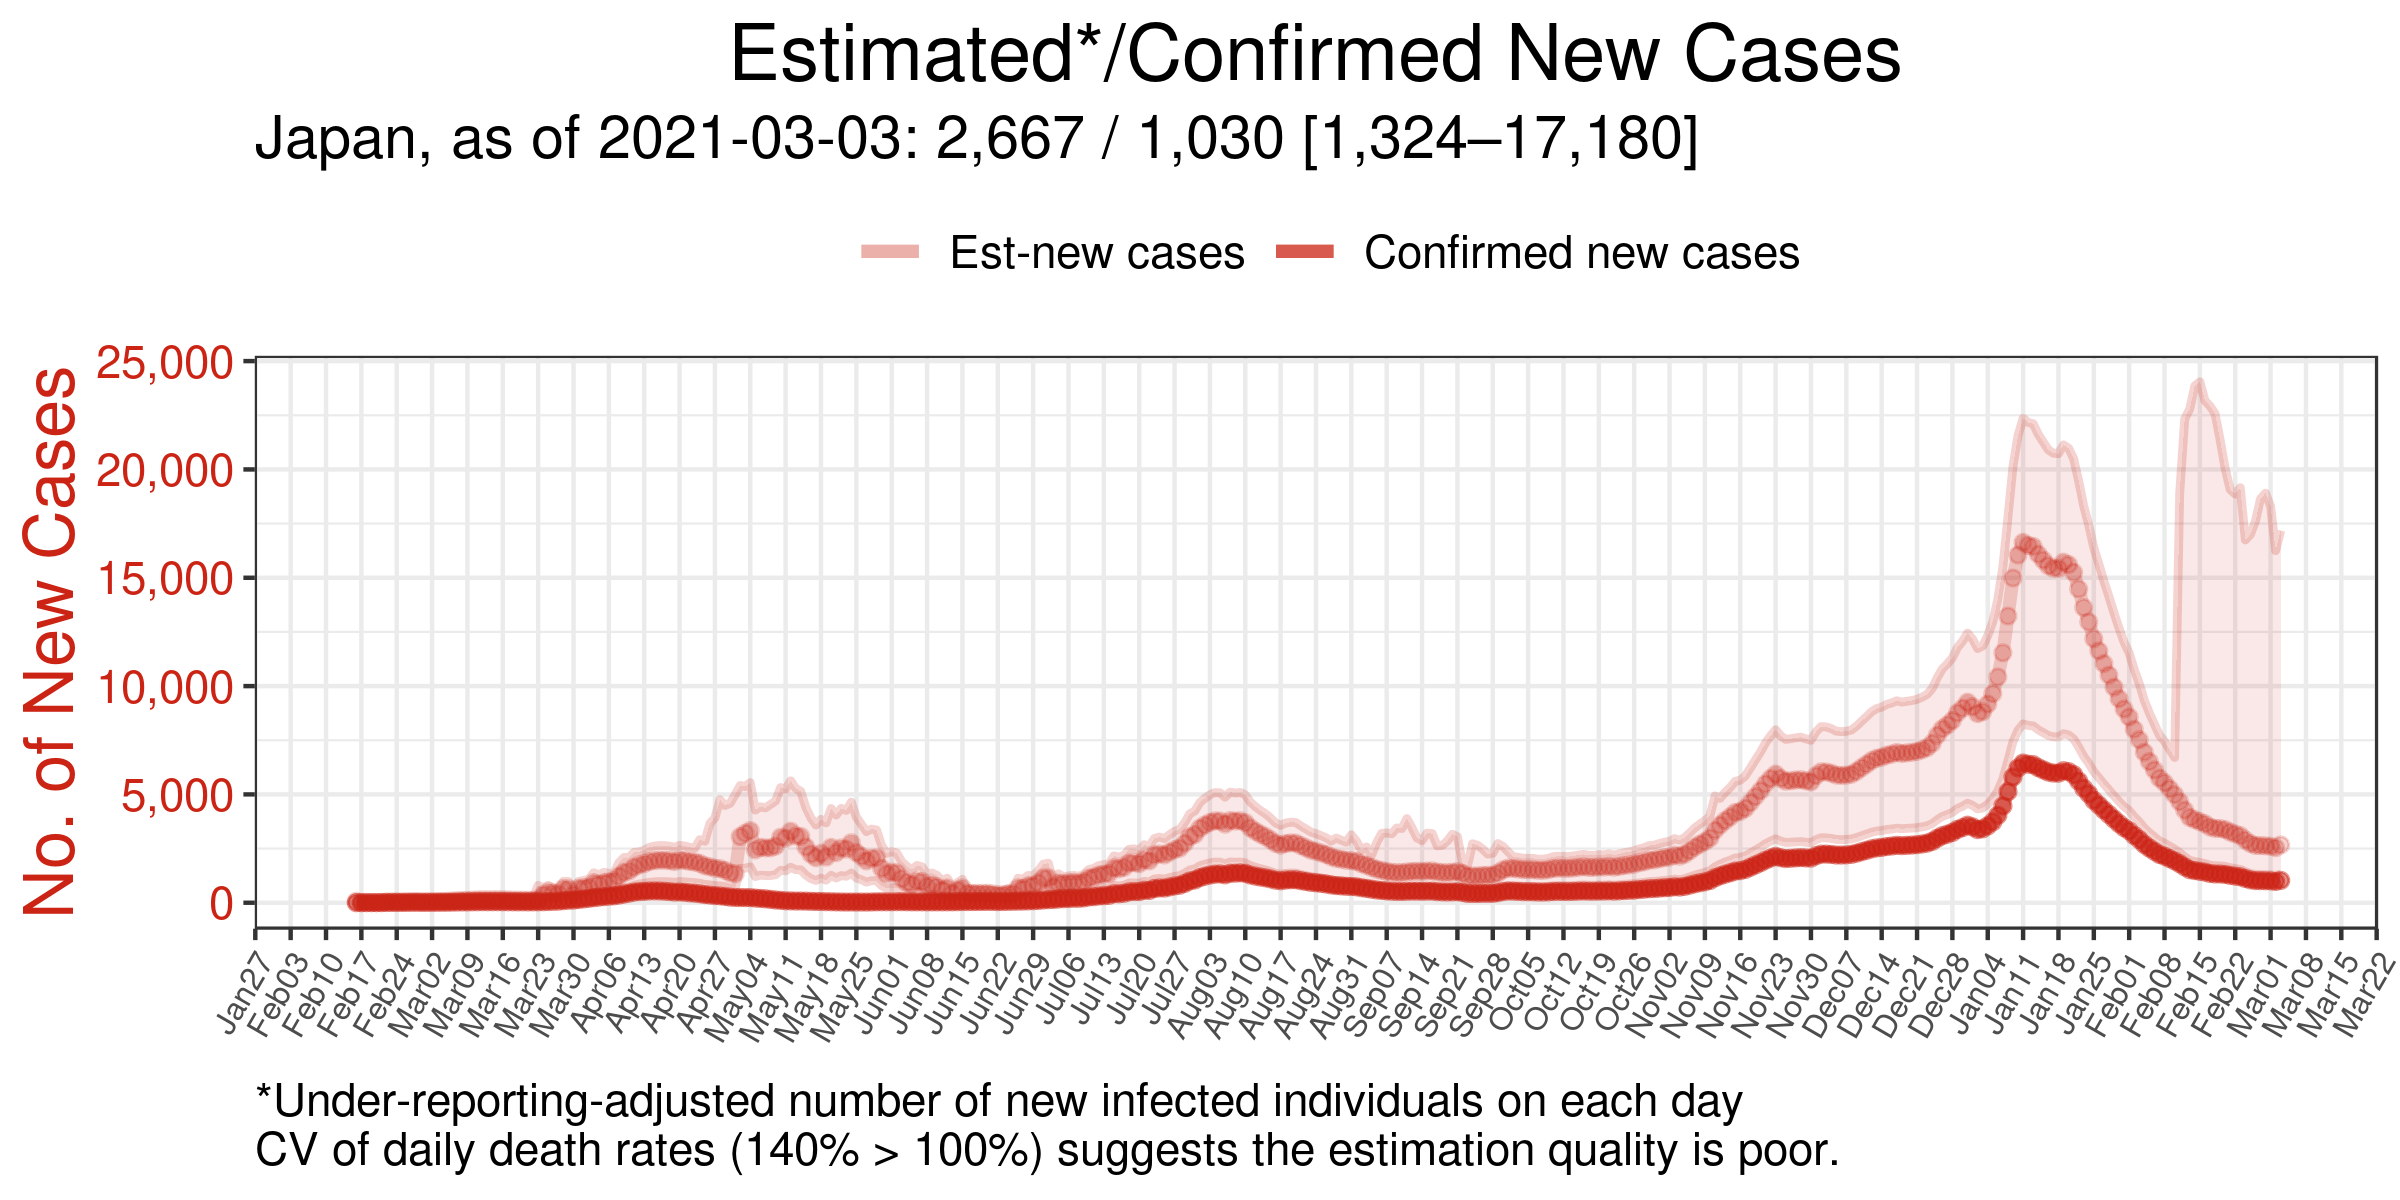 Estimated*/Confirmed New Cases
Japan, as of 2021-03-03: 2,667 / 1,030 [1,324–17,180]
Est-new cases Confirmed new cases
No. of New Cases
25,000
20,000
15,000
10,000
5,000
0
Jan27 Feb03 Feb10 Feb17 Feb24 Mar02 Mar09 Mar16 Mar23 Mar30 Apr06 Apr13 Apr20 Apr27 May04 May11 May18 May25 Jun01 Jun08 Jun15 Jun22 Jun29 Jul06 Jul13 Jul20 Jul27 Aug03 Aug10 Aug17 Aug24 Aug31 Sep07 Sep14 Sep21 Sep28 Oct05 Oct12 Oct19 Oct26 Nov02 Nov09 Nov16 Nov23 Nov30 Dec07 Dec14 Dec21 Dec28 Jan04 Jan11 Jan18 Jan25 Feb01 Feb08 Feb15 Feb22 Mar01 Mar08 Mar15 Mar22
*Under-reporting-adjusted number of new infected individuals on each day
CV of daily death rates (140% > 100%) suggests the estimation quality is poor.